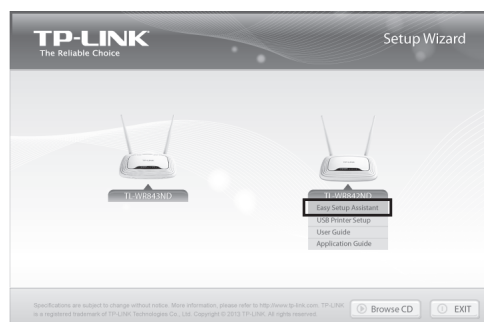 TP-LINK®
The Reliable Choice
Setup Wizard
TL-WR843ND
TL-WR842ND
Easy Setup Assistant
USB Printer Setup
User Guide
Application Guide
Specifications are subject to change without notice. More information, please refer to http://www.tp-link.com. TP-LINK
is a registered trademark of TP-LINK Technologies Co., Ltd. Copyright © 2012 TP-LINK. All rights reserved.
Browse CD
EXIT